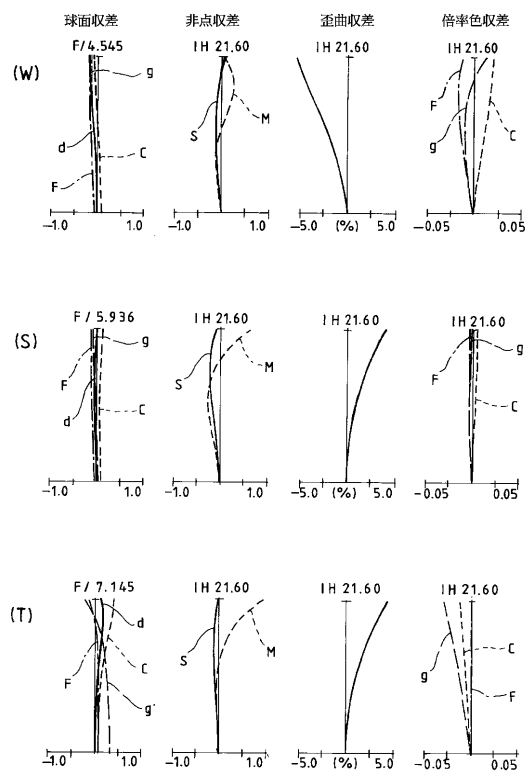 球面収差 非点収差 歪曲収差 倍率色収差
F/4.545 IH 21.60 IH 21.60 IH 21.60
(W)
g F
S M g C
d C
F
-1.0 1.0 -1.0 1.0 -5.0 (%) 5.0 -0.05 0.05
F/5.936 IH 21.60 IH 21.60 IH 21.60
(S)
g M F g
F S
d C C
-1.0 1.0 -1.0 1.0 -5.0 (%) 5.0 -0.05 0.05
F/7.145 IH 21.60 IH 21.60 IH 21.60
(T)
d
S M C
F C g
g F
-1.0 1.0 -1.0 1.0 -5.0 (%) 5.0 -0.05 0.05